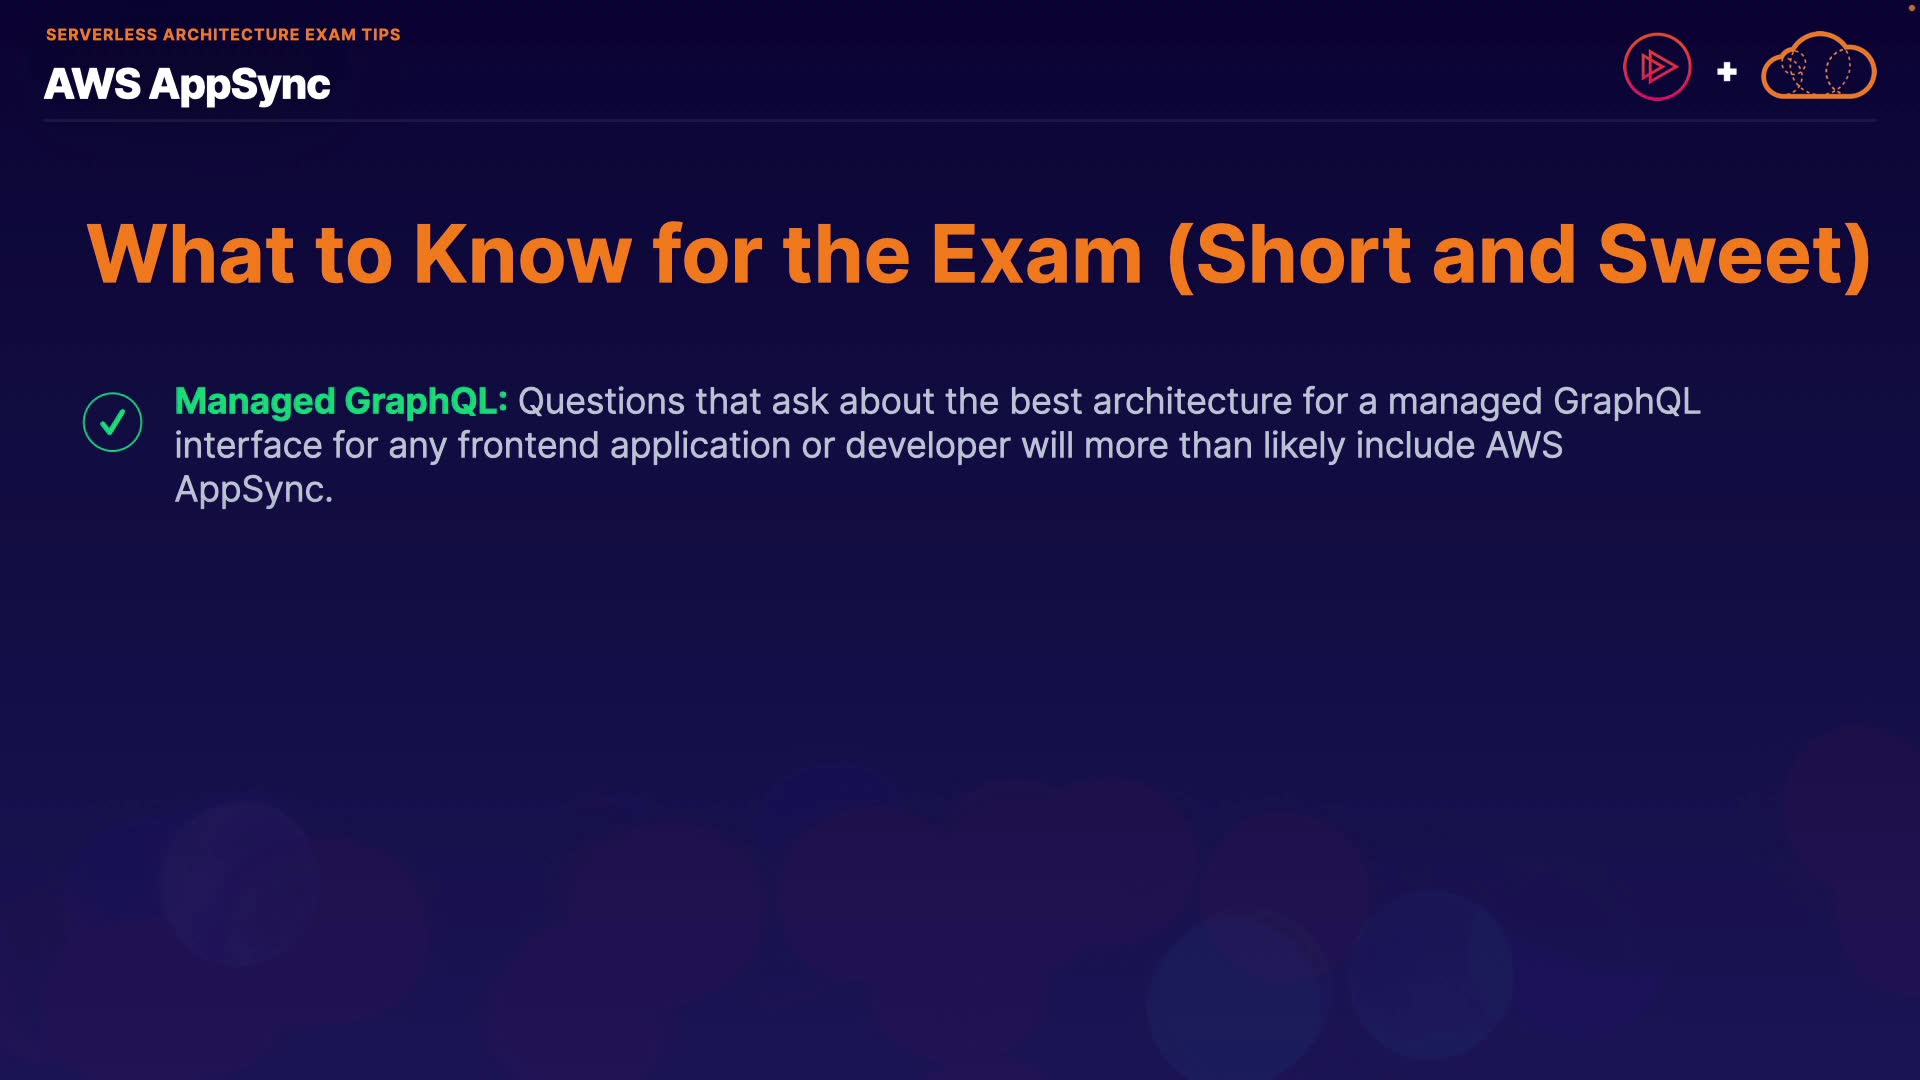 SERVERLESS ARCHITECTURE EXAM TIPS
AWS AppSync
What to Know for the Exam (Short and Sweet)
Managed GraphQL: Questions that ask about the best architecture for a managed GraphQL
interface for any frontend application or developer will more than likely include AWS
AppSync.